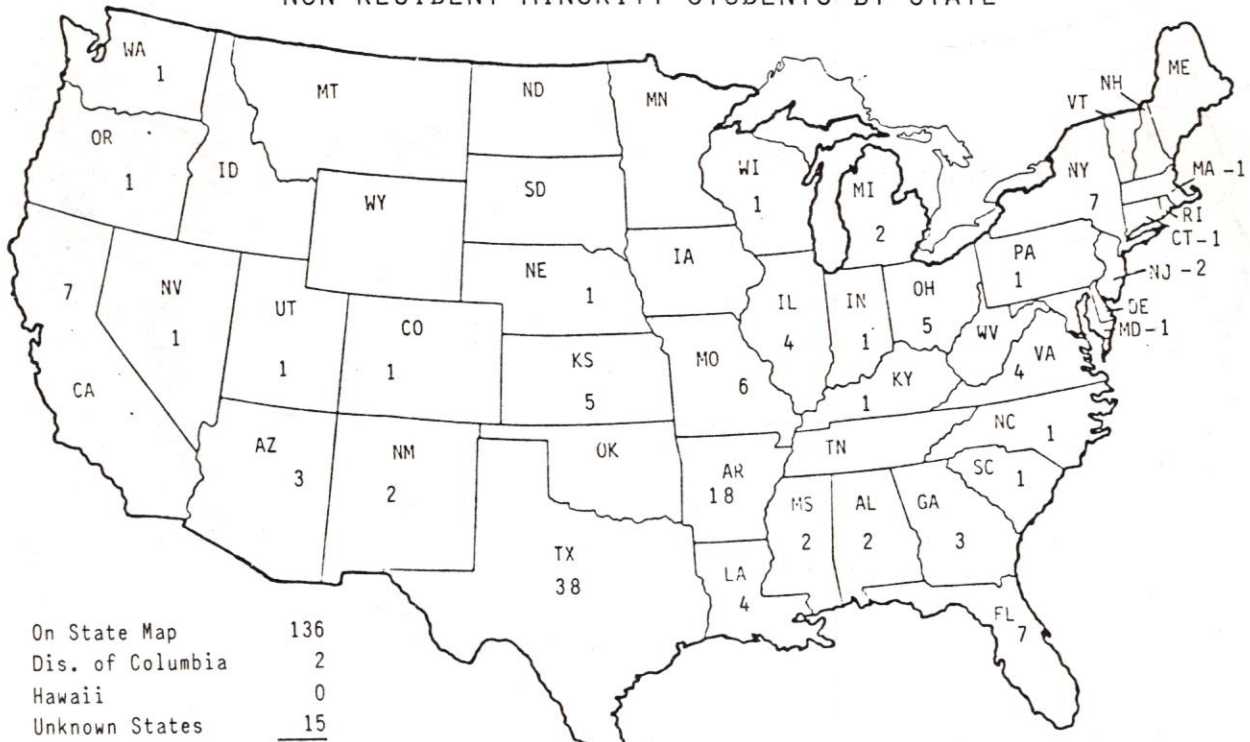 NON-RESIDENT MINORITY STUDENTS BY STATE
WA
1
MT
ND
MN
ME
NH
VT
OR
1
ID
WY
SD
WI
1
MI
2
NY
7
MA-1
RI
CT-1
NJ-2
DE
MD-1
7
CA
NV
1
UT
1
CO
1
NE
1
IA
IL
4
IN
1
OH
5
PA
1
WV
VA
4
KS
5
MO
6
KY
1
AZ
3
NM
2
OK
AR
18
TN
NC
1
SC
1
TX
38
LA
4
MS
2
AL
2
GA
3
FL
7
On State Map 136
Dis. of Columbia 2
Hawaii 0
Unknown States 15